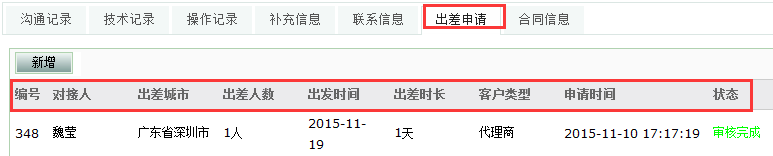 沟通记录 技术记录 操作记录 补充信息 联系信息 出差申请 合同信息
新增
编号 对接人 出差城市 出差人数 出发时间 出差时长 客户类型 申请时间 状态
348 魏莹 广东省深圳市 1人 2015-11-19 1天 代理商 2015-11-10 17:17:19 审核完成